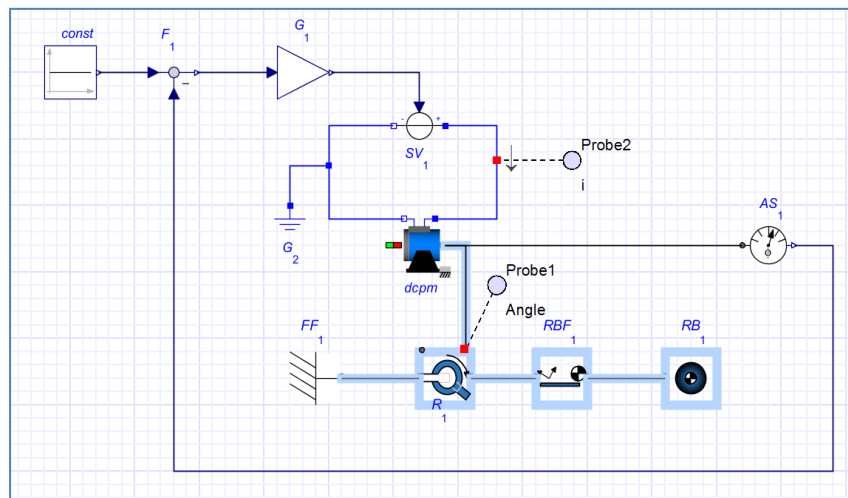 const
F
1
G
1
-
-
+
SV
1
Probe2
i
G
2
dcpm
AS
1
Probe1
Angle
FF
1
RBF
1
RB
1
R
1